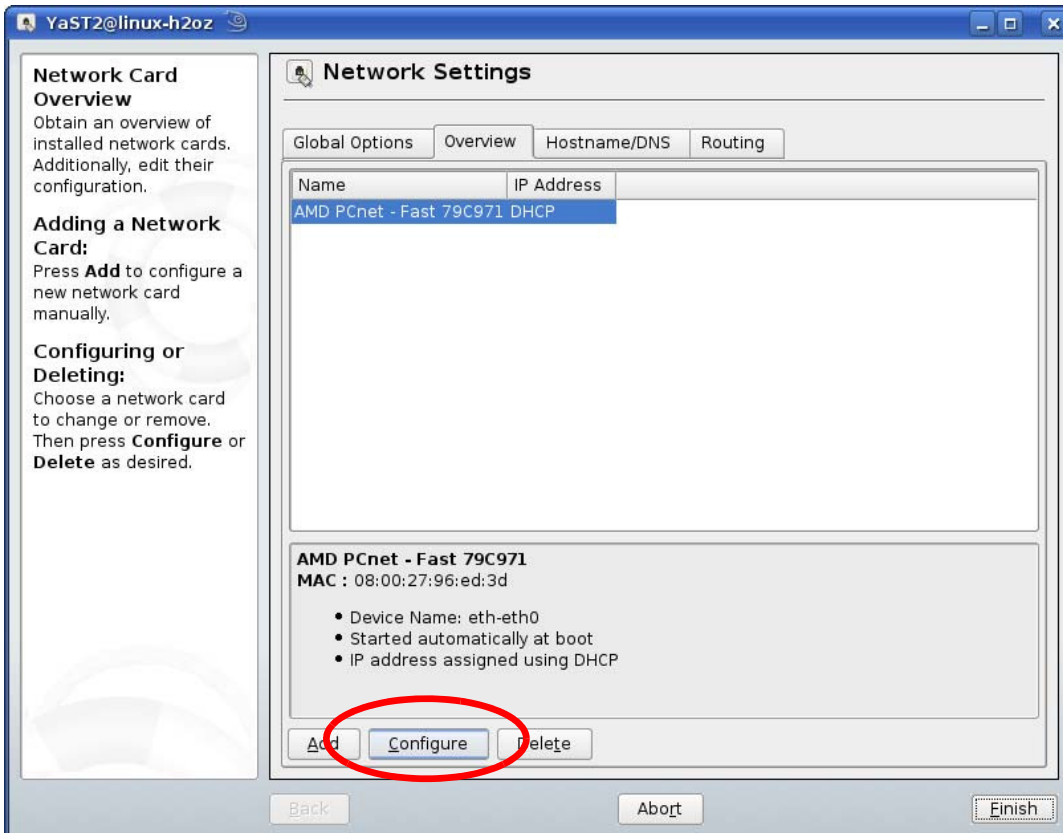 YaST2@linux-h2oz
Network Card
Overview
Obtain an overview of
installed network cards.
Additionally, edit their
configuration.
Adding a Network
Card:
Press Add to configure a
new network card
manually.
Configuring or
Deleting:
Choose a network card
to change or remove.
Then press Configure or
Delete as desired.
Network Settings
Global Options Overview Hostname/DNS Routing
Name IP Address
AMD PCnet - Fast 79C971 DHCP
AMD PCnet - Fast 79C971
MAC : 08:00:27:96:ed:3d
• Device Name: eth-eth0
• Started automatically at boot
• IP address assigned using DHCP
Add Configure Delete
Back Abort Finish